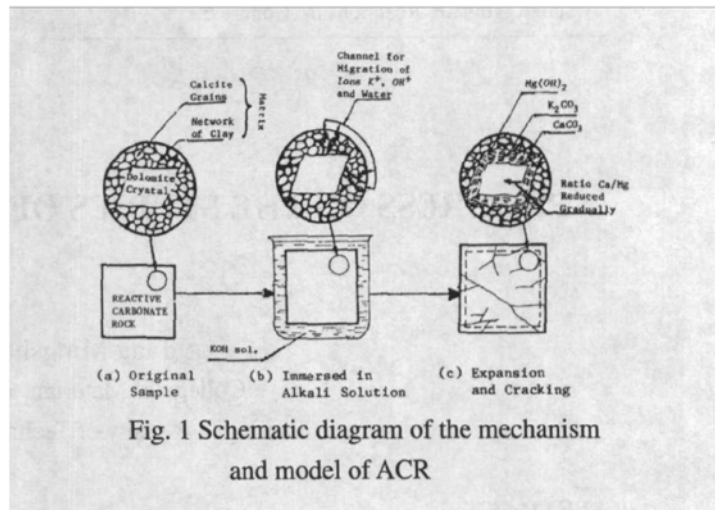 Calcite
Grains
Network
of Clay
Matrix
Dolomite
Crystal
Channel for
Migration of
Ions K⁺, OH⁺
and Water
Mg(OH)₂
K₂CO₃
CaCO₃
Ratio Ca/Mg
Reduced
Gradually
REACTIVE
CARBONATE
ROCK
KOH sol.
(a) Original
Sample
(b) Immersed in
Alkali Solution
(c) Expansion
and Cracking
Fig. 1 Schematic diagram of the mechanism
and model of ACR